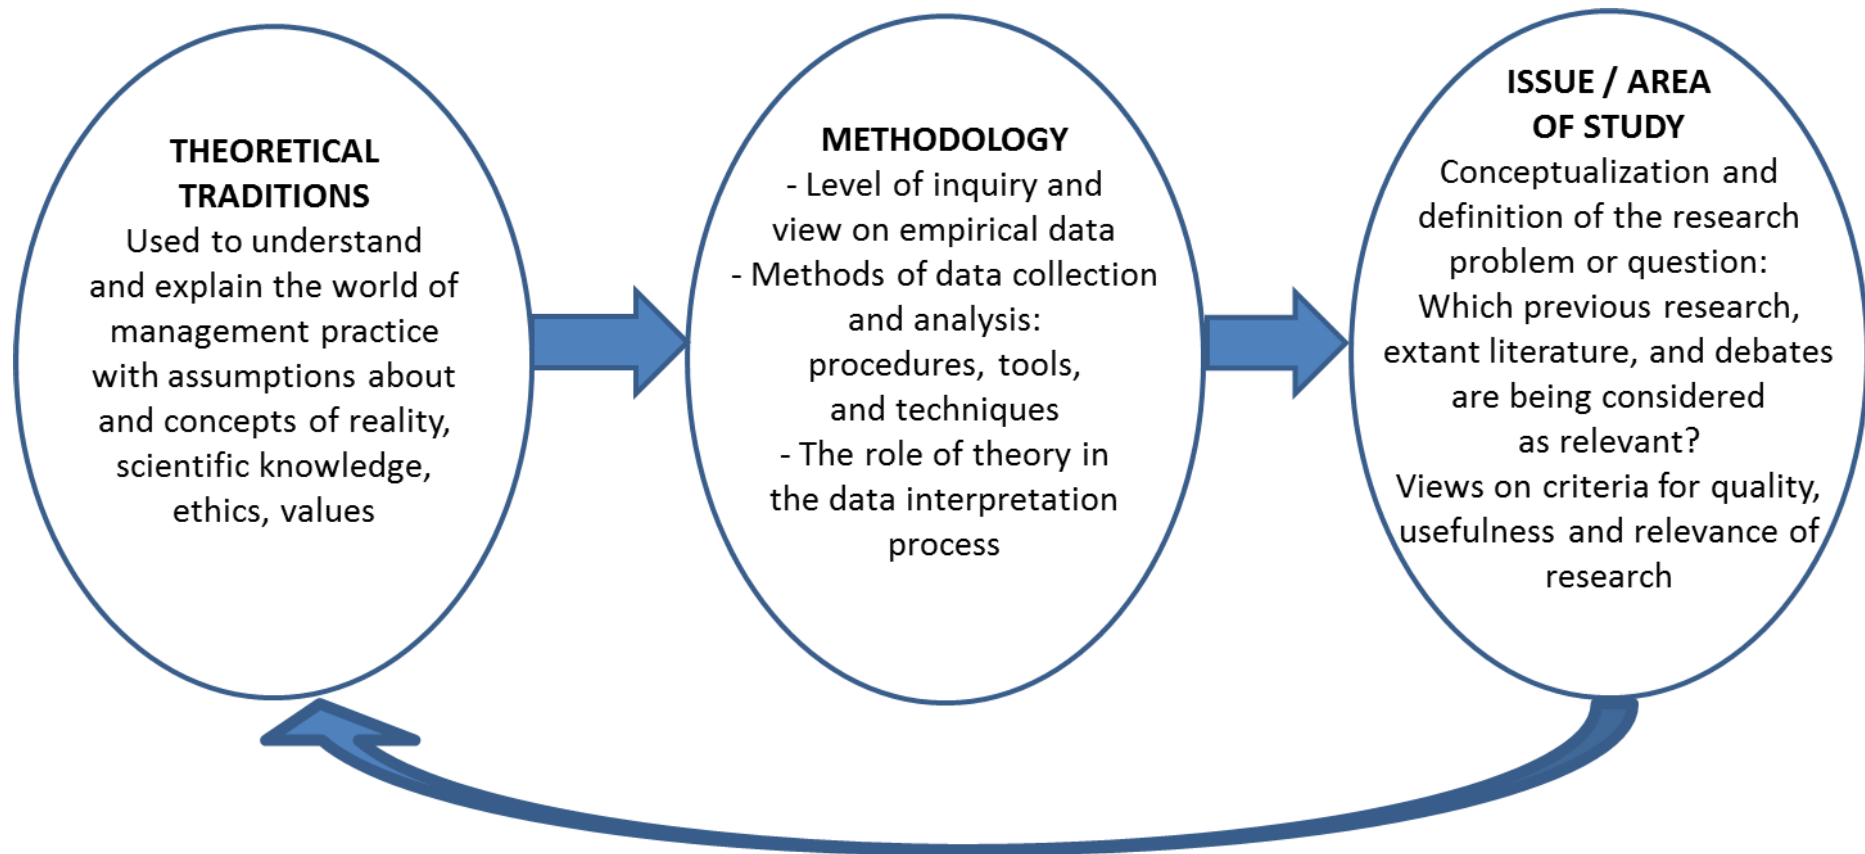 THEORETICAL
TRADITIONS
Used to understand
and explain the world of
management practice
with assumptions about
and concepts of reality,
scientific knowledge,
ethics, values
METHODOLOGY
- Level of inquiry and
view on empirical data
- Methods of data collection
and analysis:
procedures, tools,
and techniques
- The role of theory in
the data interpretation
process
ISSUE / AREA
OF STUDY
Conceptualization and
definition of the research
problem or question:
Which previous research,
extant literature, and debates
are being considered
as relevant?
Views on criteria for quality,
usefulness and relevance of
research